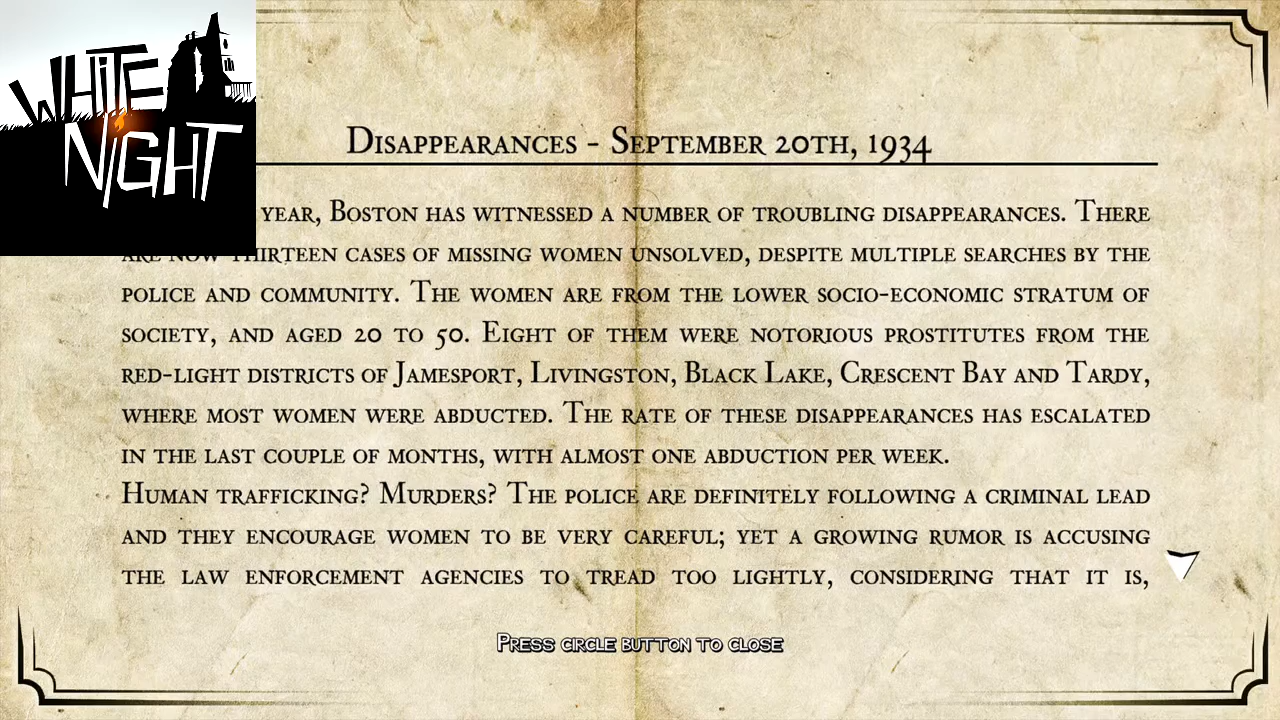 WHITE
NIGHT
Disappearances - September 20th, 1934
year, Boston has witnessed a number of troubling disappearances. There
are now thirteen cases of missing women unsolved, despite multiple searches by the
police and community. The women are from the lower socio-economic stratum of
society, and aged 20 to 50. Eight of them were notorious prostitutes from the
red-light districts of Jamesport, Livingston, Black Lake, Crescent Bay and Tardy,
where most women were abducted. The rate of these disappearances has escalated
in the last couple of months, with almost one abduction per week.
Human trafficking? Murders? The police are definitely following a criminal lead
and they encourage women to be very careful; yet a growing rumor is accusing
the law enforcement agencies to tread too lightly, considering that it is,
Press circle button to close